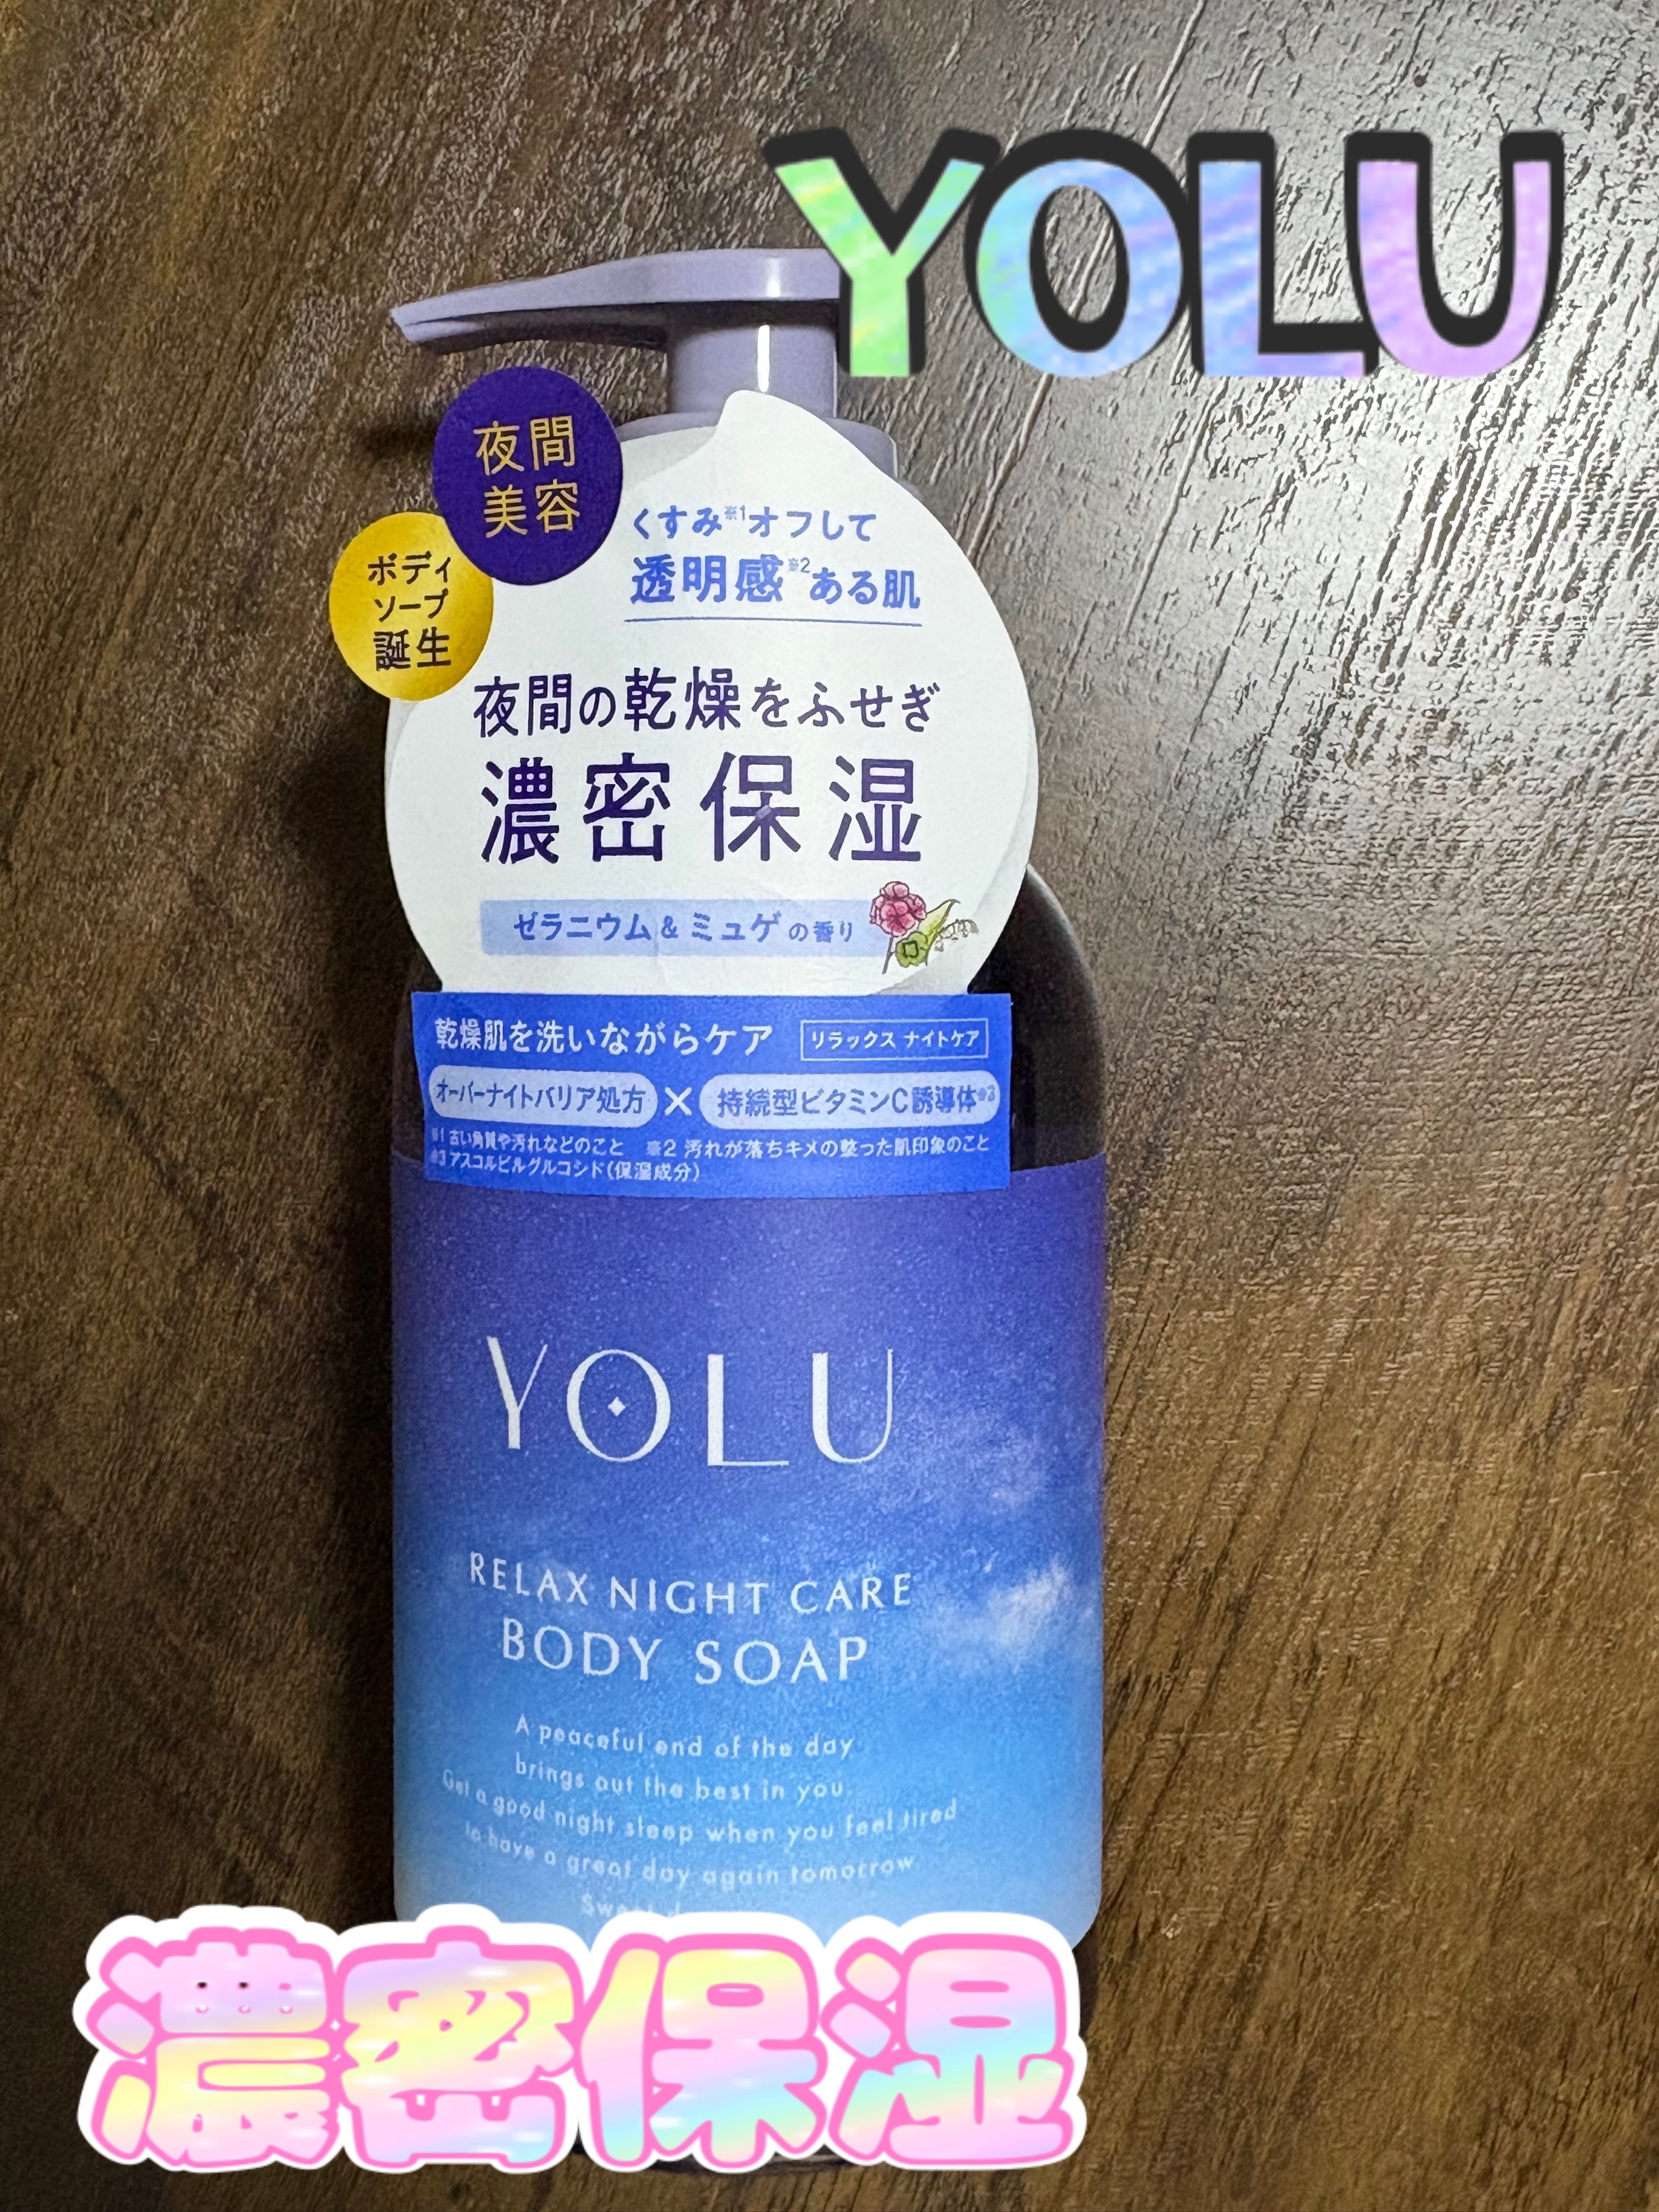 YOLU
夜間
美容
ボディ
ソープ
誕生
くすみ※1オフして
透明感※2ある肌
夜間の乾燥をふせぎ
濃密保湿
ゼラニウム&ミュゲの香り
乾燥肌を洗いながらケア
リラックス ナイトケア
オーバーナイトバリア処方×持続型ビタミンC誘導体※3
※1 古い角質や汚れなどのこと ※2 汚れが落ちキメの整った肌印象のこと
※3 アスコルビルグルコシド(保湿成分)
YOLU
RELAX NIGHT CARE
BODY SOAP
A peaceful end of the day
brings out the best in you.
Get a good night sleep when you feel tired
to have a great day again tomorrow
Sweet
濃密保湿